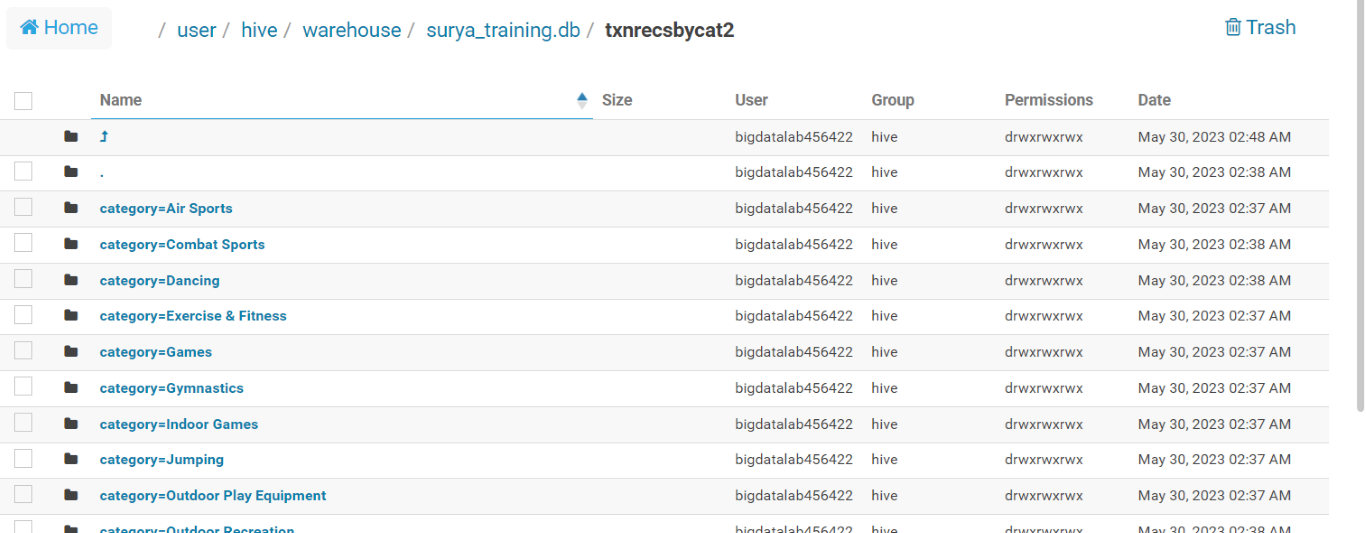 Home / user / hive / warehouse / surya_training.db / txnrecsbycat2 Trash
Name Size User Group Permissions Date
bigdatalab456422 hive drwxrwxrwx May 30, 2023 02:48 AM
. bigdatalab456422 hive drwxrwxrwx May 30, 2023 02:38 AM
category=Air Sports bigdatalab456422 hive drwxrwxrwx May 30, 2023 02:37 AM
category=Combat Sports bigdatalab456422 hive drwxrwxrwx May 30, 2023 02:38 AM
category=Dancing bigdatalab456422 hive drwxrwxrwx May 30, 2023 02:38 AM
category=Exercise & Fitness bigdatalab456422 hive drwxrwxrwx May 30, 2023 02:37 AM
category=Games bigdatalab456422 hive drwxrwxrwx May 30, 2023 02:37 AM
category=Gymnastics bigdatalab456422 hive drwxrwxrwx May 30, 2023 02:37 AM
category=Indoor Games bigdatalab456422 hive drwxrwxrwx May 30, 2023 02:37 AM
category=Jumping bigdatalab456422 hive drwxrwxrwx May 30, 2023 02:37 AM
category=Outdoor Play Equipment bigdatalab456422 hive drwxrwxrwx May 30, 2023 02:37 AM
category=Outdoor Recreation bigdatalab456422 hive drwxrwxrwx May 30, 2023 02:38 AM